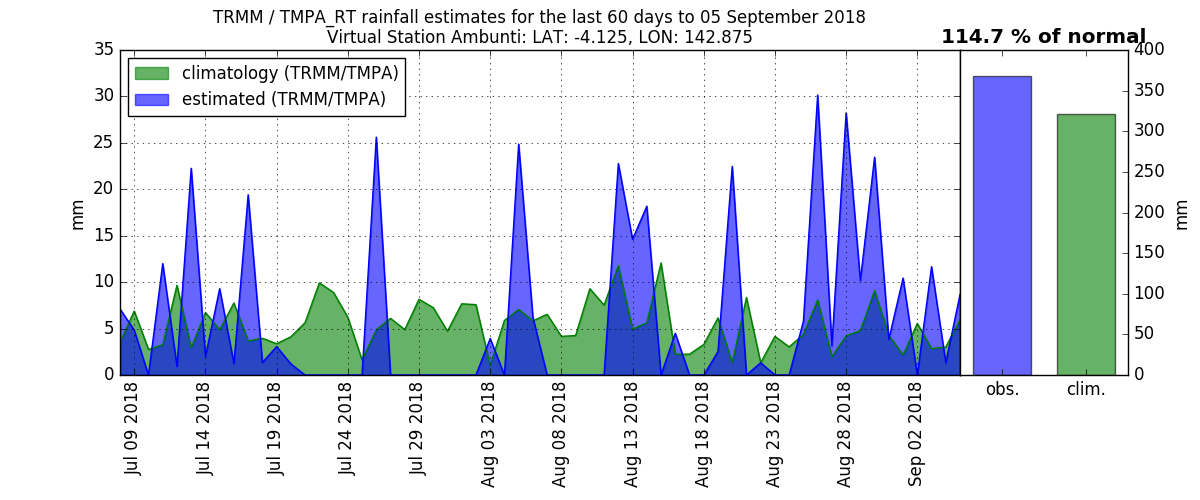 TRMM / TMPA_RT rainfall estimates for the last 60 days to 05 September 2018
Virtual Station Ambunti: LAT: -4.125, LON: 142.875
114.7 % of normal
climatology (TRMM/TMPA)
estimated (TRMM/TMPA)
mm
35
30
25
20
15
10
5
0
Jul 09 2018
Jul 14 2018
Jul 19 2018
Jul 24 2018
Jul 29 2018
Aug 03 2018
Aug 08 2018
Aug 13 2018
Aug 18 2018
Aug 23 2018
Aug 28 2018
Sep 02 2018
obs.
clim.
400
350
300
250
200
150
100
50
0
mm